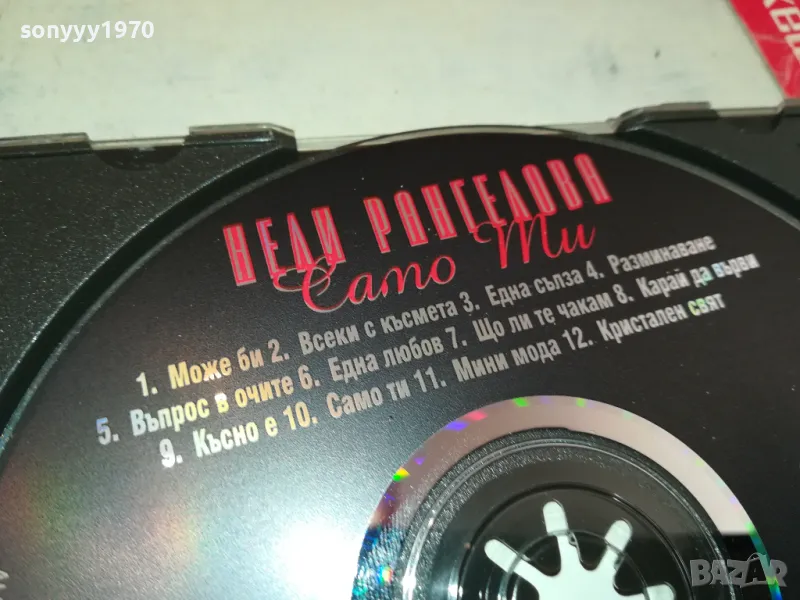 sonyyy1970
НЕЛИ РАНГЕЛОВА
Само Ти
1. Може би 2. Всеки с късмета 3. Една сълза 4. Разминаване
5. Въпрос в очите 6. Една любов 7. Що ли те чакам 8. Карай да върви
9. Късно е 10. Само ти 11. Мини мода 12. Кристален свят
BAZAR